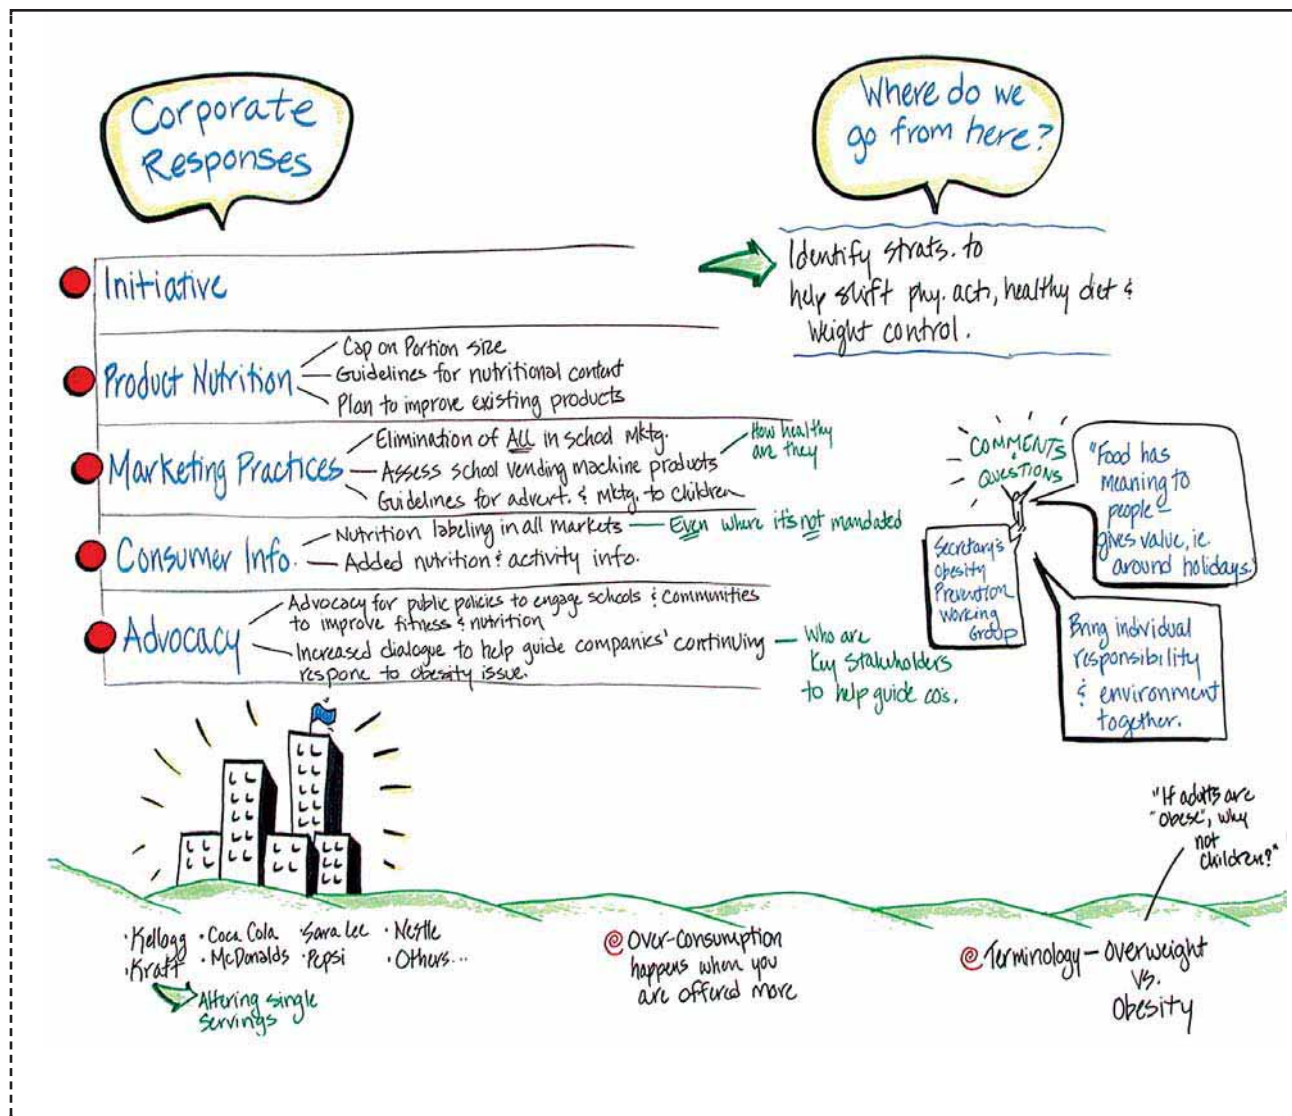 Corporate
Responses
Initiative
Product Nutrition
Cap on Portion size
Guidelines for nutritional content
Plan to improve existing products
Marketing Practices
Elimination of All in school Mktg.
Assess school vending machine products
How healthy
are they
Guidelines for advert. & Mktg. to Children
Consumer Info.
Nutrition labeling in all markets
Even where it's not mandated
Added nutrition & activity info.
Advocacy
Advocacy for public policies to engage schools & Communities
to improve fitness & nutrition
Increased dialogue to help guide companies' continuing
respone to obesity issue.
Who are
Key Stakeholders
to help guide co's.
Where do we
go from here?
Identify strats. to
help shift phy. act, healthy diet &
Weight control.
COMMENTS
&
QUESTIONS
Secretary's
Obesity
Prevention
Working
Group
"Food has
meaning to
people –
gives value, ie.
around holidays."
Bring individual
responsibility
& environment
together.
"If adults are
"Obese", why
not
Children?"
• Kellogg
• Kraft
• Coca Cola
• McDonalds
• Sara Lee
• Pepsi
• Nestle
• Others...
Altering single
servings
Over-Consumption
happens when you
are offered more
Terminology – Overweight
vs.
Obesity